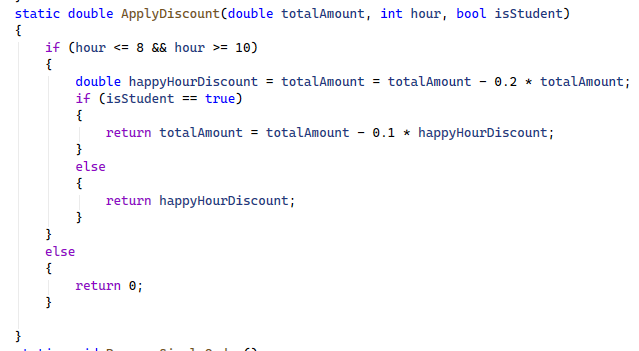 static double ApplyDiscount(double totalAmount, int hour, bool isStudent)
{
if (hour <= 8 && hour >= 10)
{
double happyHourDiscount = totalAmount = totalAmount - 0.2 * totalAmount;
if (isStudent == true)
{
return totalAmount = totalAmount - 0.1 * happyHourDiscount;
}
else
{
return happyHourDiscount;
}
}
else
{
return 0;
}
}